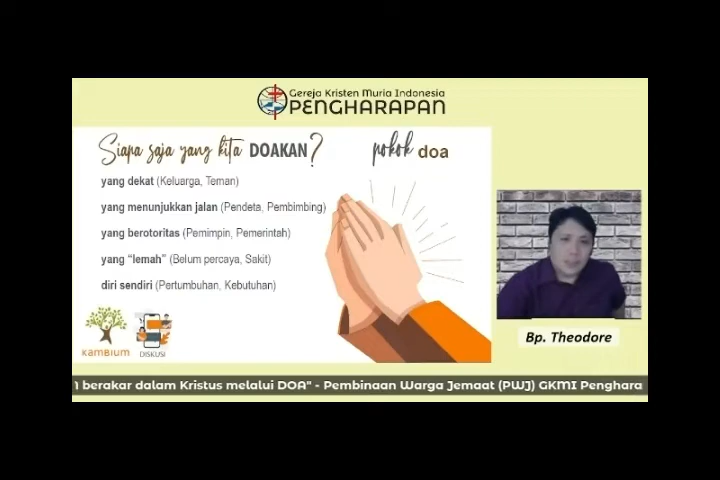 Gereja Kristen Muria Indonesia
PENGHARAPAN
Siapa saja yang kita DOAKAN?
pokok doa
yang dekat (Keluarga, Teman)
yang menunjukkan jalan (Pendeta, Pembimbing)
yang berotoritas (Pemimpin, Pemerintah)
yang “lemah” (Belum percaya, Sakit)
diri sendiri (Pertumbuhan, Kebutuhan)
KAMBIUM
DISKUSI
Bp. Theodore
berakar dalam Kristus melalui DOA" - Pembinaan Warga Jemaat (PWJ) GKMI Penghara